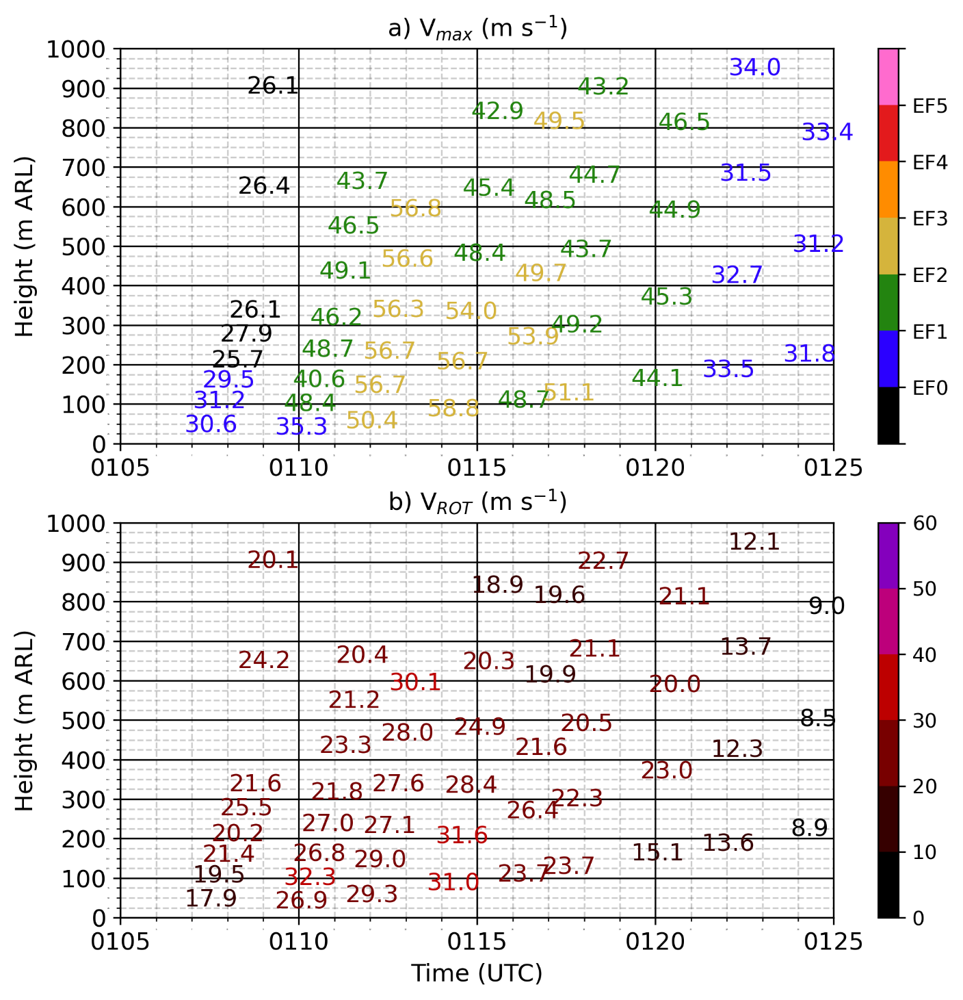 a) Vmax (m s−1)
1000
34.0
900 26.1 43.2 EF5
42.9 49.5
800 46.5 33.4
EF4
700 44.7 31.5
26.4 43.7 45.4
600 56.8 48.5 44.9 EF3
46.5
500 48.4 43.7 31.2
56.6
49.1 49.7 32.7 EF2
400
45.3
26.1 46.2 56.3 54.0
300 27.9 53.9 49.2 EF1
48.7 56.7 56.7 31.8
200 25.7 33.5
29.5 40.6 56.7 44.1
31.2 48.4 58.8 48.7 51.1 EF0
100
30.6 35.3 50.4
0
0105 0110 0115 0120 0125
Height (m ARL)
b) VROT (m s−1)
1000 60
12.1
900 20.1 22.7
18.9 19.6 50
800 21.1 9.0
700 21.1 13.7
24.2 20.4 20.3 40
600 30.1 19.9 20.0
21.2
500 24.9 20.5 8.5 30
28.0
23.3 21.6 12.3
400
23.0
21.6 21.8 27.6 28.4 20
300 25.5 26.4 22.3
27.0 27.1 31.6 8.9
200 20.2 13.6
21.4 26.8 29.0 15.1 10
19.5 32.3 31.0 23.7 23.7
100
17.9 26.9 29.3
0 0
0105 0110 0115 0120 0125
Height (m ARL)
Time (UTC)